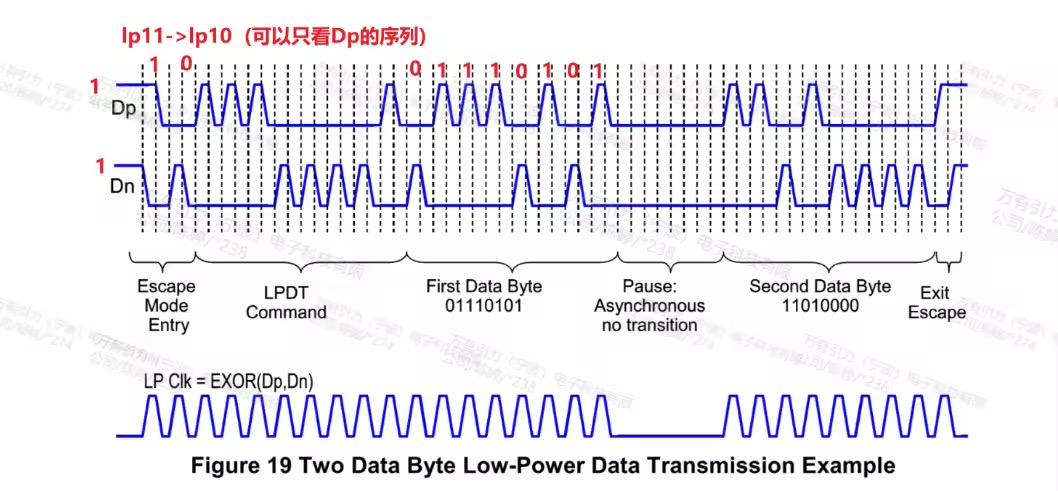 lp11->lp10 (可以只看Dp的序列)
1 0
0 1 1 1 0 1 0 1
1
Dp
1
Dn
Escape
Mode
Entry
LPDT
Command
First Data Byte
01110101
Pause:
Asynchronous
no transition
Second Data Byte
11010000
Exit
Escape
LP Clk = EXOR(Dp,Dn)
Figure 19 Two Data Byte Low-Power Data Transmission Example